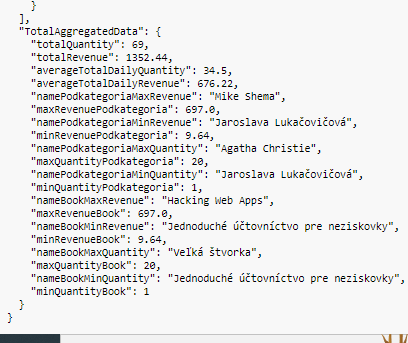 }
],
"TotalAggregatedData": {
"totalQuantity": 69,
"totalRevenue": 1352.44,
"averageTotalDailyQuantity": 34.5,
"averageTotalDailyRevenue": 676.22,
"namePodkategoriaMaxRevenue": "Mike Shema",
"maxRevenuePodkategoria": 697.0,
"namePodkategoriaMinRevenue": "Jaroslava Lukačovičová",
"minRevenuePodkategoria": 9.64,
"namePodkategoriaMaxQuantity": "Agatha Christie",
"maxQuantityPodkategoria": 20,
"namePodkategoriaMinQuantity": "Jaroslava Lukačovičová",
"minQuantityPodkategoria": 1,
"nameBookMaxRevenue": "Hacking Web Apps",
"maxRevenueBook": 697.0,
"nameBookMinRevenue": "Jednoduché účtovníctvo pre neziskovky",
"minRevenueBook": 9.64,
"nameBookMaxQuantity": "Veľká štvorka",
"maxQuantityBook": 20,
"nameBookMinQuantity": "Jednoduché účtovníctvo pre neziskovky",
"minQuantityBook": 1
}
}